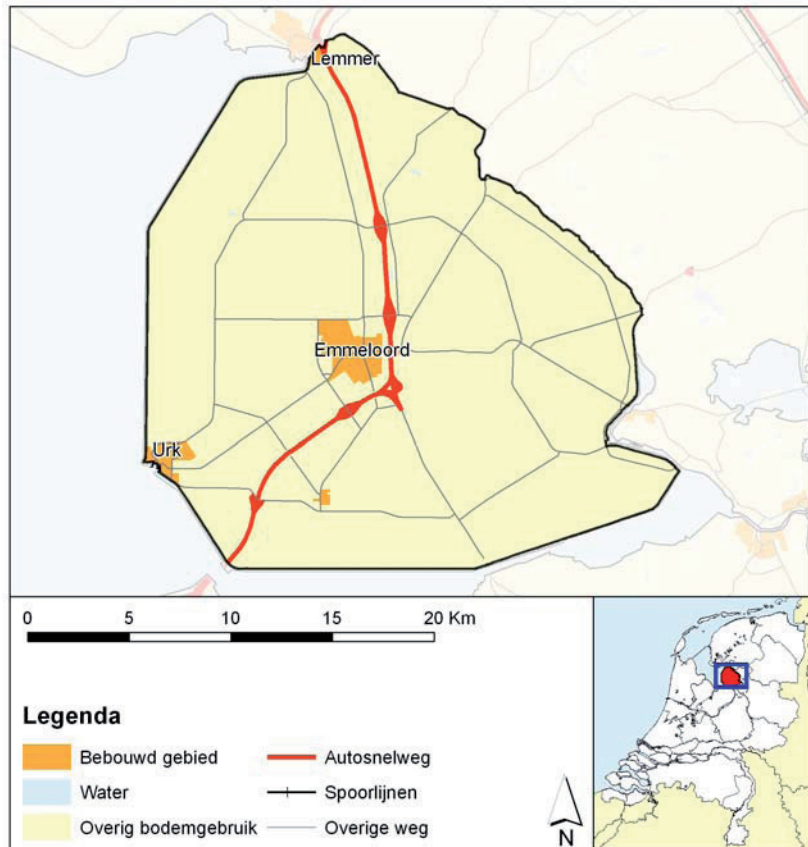 Lemmer
Emmeloord
Urk
0 5 10 15 20 Km
Legenda
Bebouwd gebied
Autosnelweg
Water
Spoorlijnen
Overig bodemgebruik
Overige weg
N